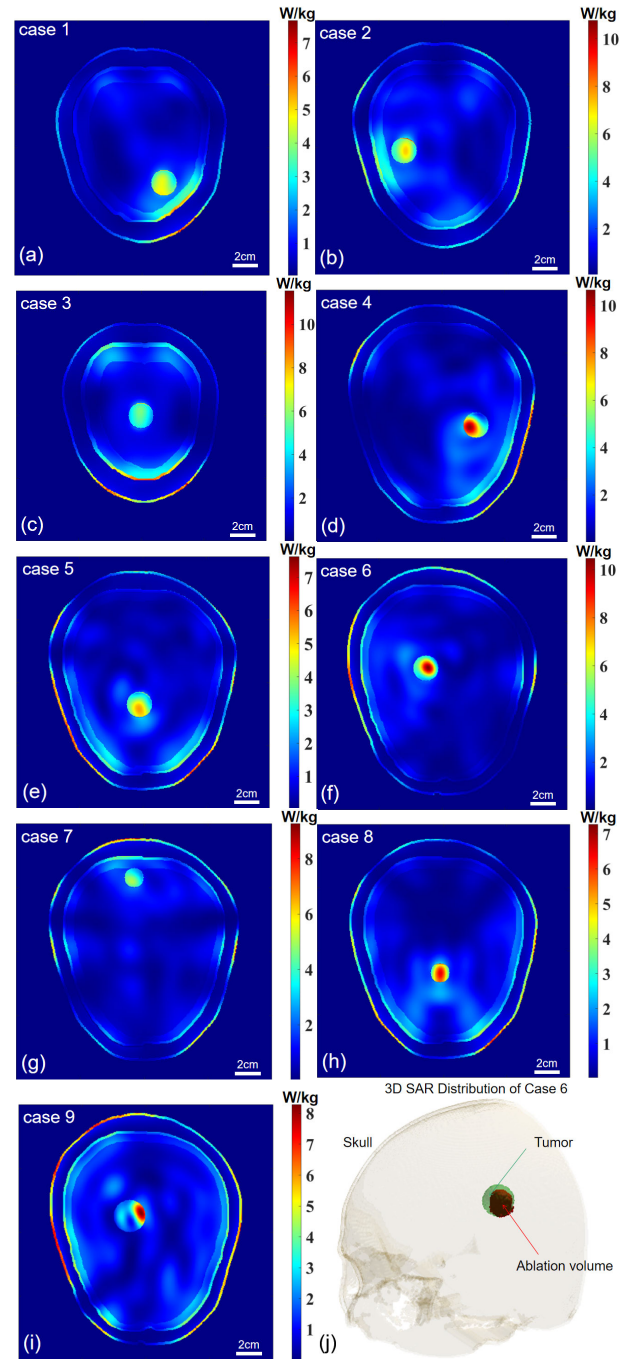 case 1
W/kg
7
6
5
4
3
2
1
(a)
2cm
case 2
W/kg
10
8
6
4
2
(b)
2cm
case 3
W/kg
10
8
6
4
2
(c)
2cm
case 4
W/kg
10
8
6
4
2
(d)
2cm
case 5
W/kg
7
6
5
4
3
2
1
(e)
2cm
case 6
W/kg
10
8
6
4
2
(f)
2cm
case 7
W/kg
8
6
4
2
(g)
2cm
case 8
W/kg
7
6
5
4
3
2
1
(h)
2cm
case 9
W/kg
8
7
6
5
4
3
2
1
(i)
2cm
3D SAR Distribution of Case 6
Skull
Tumor
Ablation volume
(j)